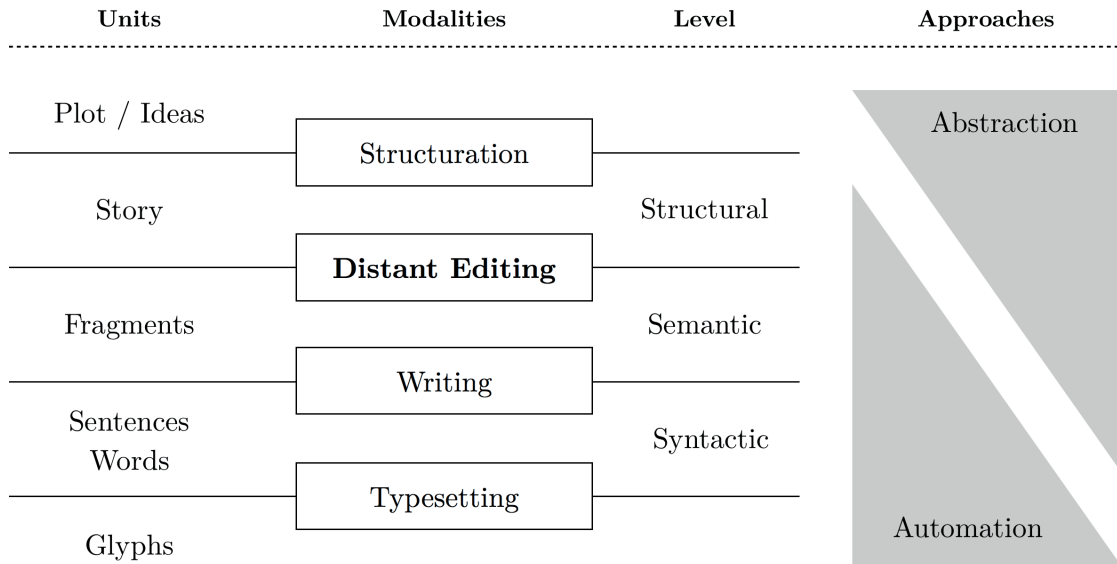 Units Modalities Level Approaches
Plot / Ideas
Abstraction
Structuration
Story
Structural
Distant Editing
Fragments
Semantic
Writing
Sentences
Words
Syntactic
Typesetting
Automation
Glyphs